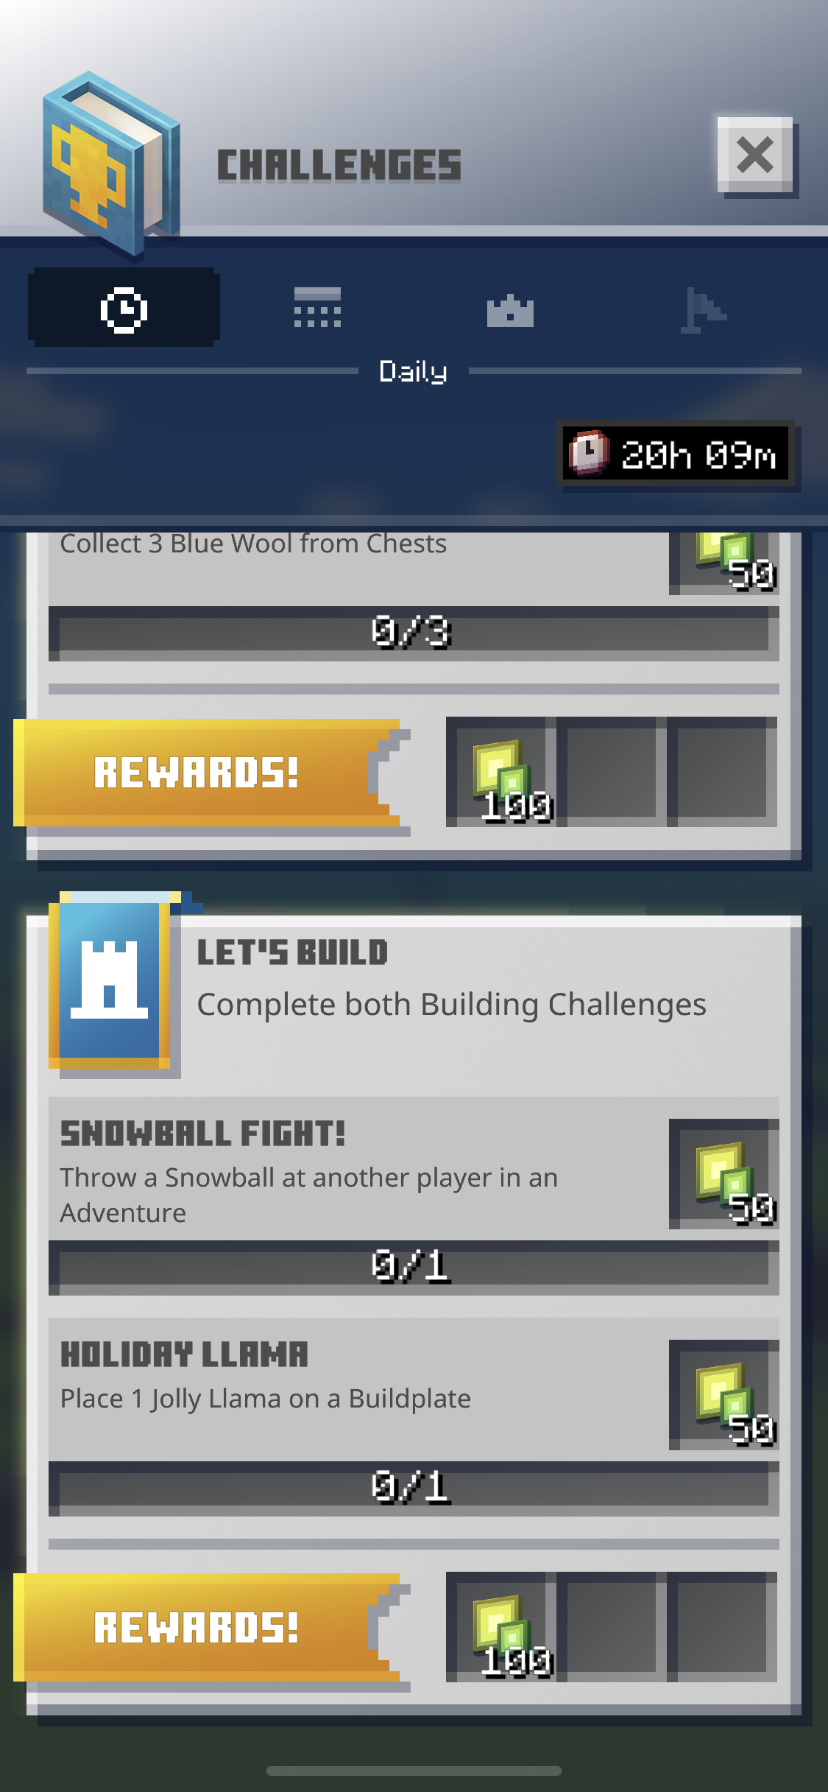 CHALLENGES
Daily
20h 09m
Collect 3 Blue Wool from Chests
50
0/3
REWARDS!
100
LET'S BUILD
Complete both Building Challenges
SNOWBALL FIGHT!
Throw a Snowball at another player in an
Adventure
50
0/1
HOLIDAY LLAMA
Place 1 Jolly Llama on a Buildplate
50
0/1
REWARDS!
100